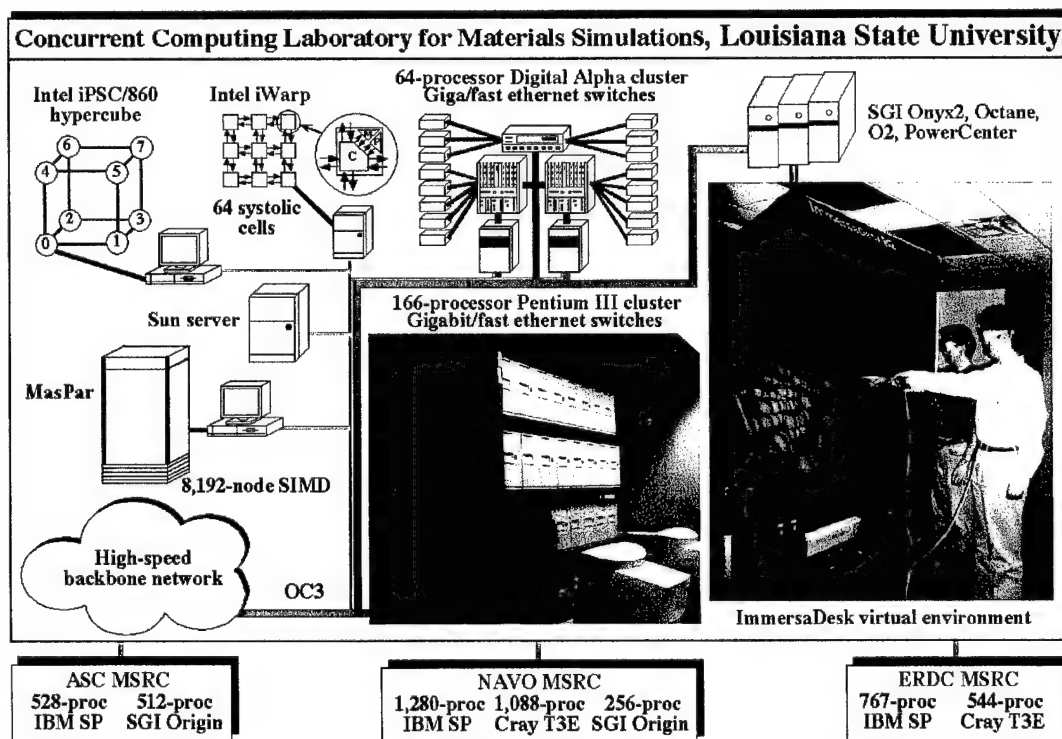 Concurrent Computing Laboratory for Materials Simulations, Louisiana State University
Intel iPSC/860
hypercube
6
7
4
5
2
3
0
1
Intel iWarp
C
64 systolic
cells
64-processor Digital Alpha cluster
Giga/fast ethernet switches
SGI Onyx2, Octane,
O2, PowerCenter
Sun server
166-processor Pentium III cluster
Gigabit/fast ethernet switches
MasPar
8,192-node SIMD
High-speed
backbone network
OC3
ImmersaDesk virtual environment
ASC MSRC
528-proc 512-proc
IBM SP SGI Origin
NAVO MSRC
1,280-proc 1,088-proc 256-proc
IBM SP Cray T3E SGI Origin
ERDC MSRC
767-proc 544-proc
IBM SP Cray T3E